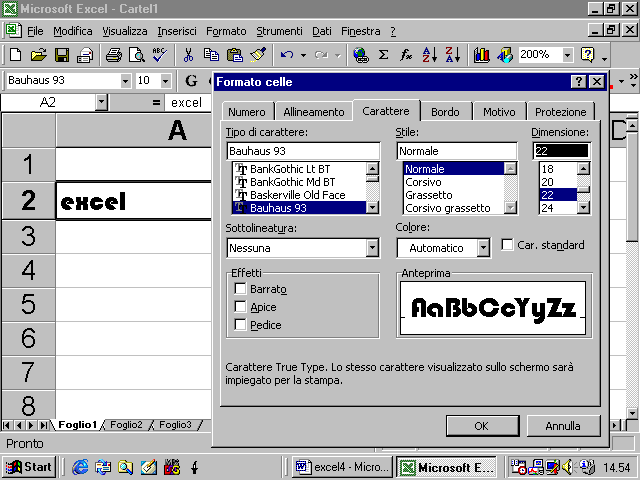 Microsoft Excel - Cartel1
File Modifica Visualizza Inserisci Formato Strumenti Dati Finestra ?
200%
Bauhaus 93 10 G
A2 = excel
A D
1
2 excel
3
4
5
6
7
8
Formato celle
Numero Allineamento Carattere Bordo Motivo Protezione
Tipo di carattere: Stile: Dimensione:
Bauhaus 93 Normale 22
BankGothic Lt BT Normale 18
BankGothic Md BT Corsivo 20
Baskerville Old Face Grassetto 22
Bauhaus 93 Corsivo grassetto 24
Sottolineatura: Colore:
Nessuna Automatico Car. standard
Effetti Anteprima
Barrato
Apice AaBbCcYyZz
Pedice
Carattere True Type. Lo stesso carattere visualizzato sullo schermo sarà
impiegato per la stampa.
OK Annulla
Foglio1 Foglio2 Foglio3
Pronto
Start excel4 - Micro... Microsoft E... 14.54